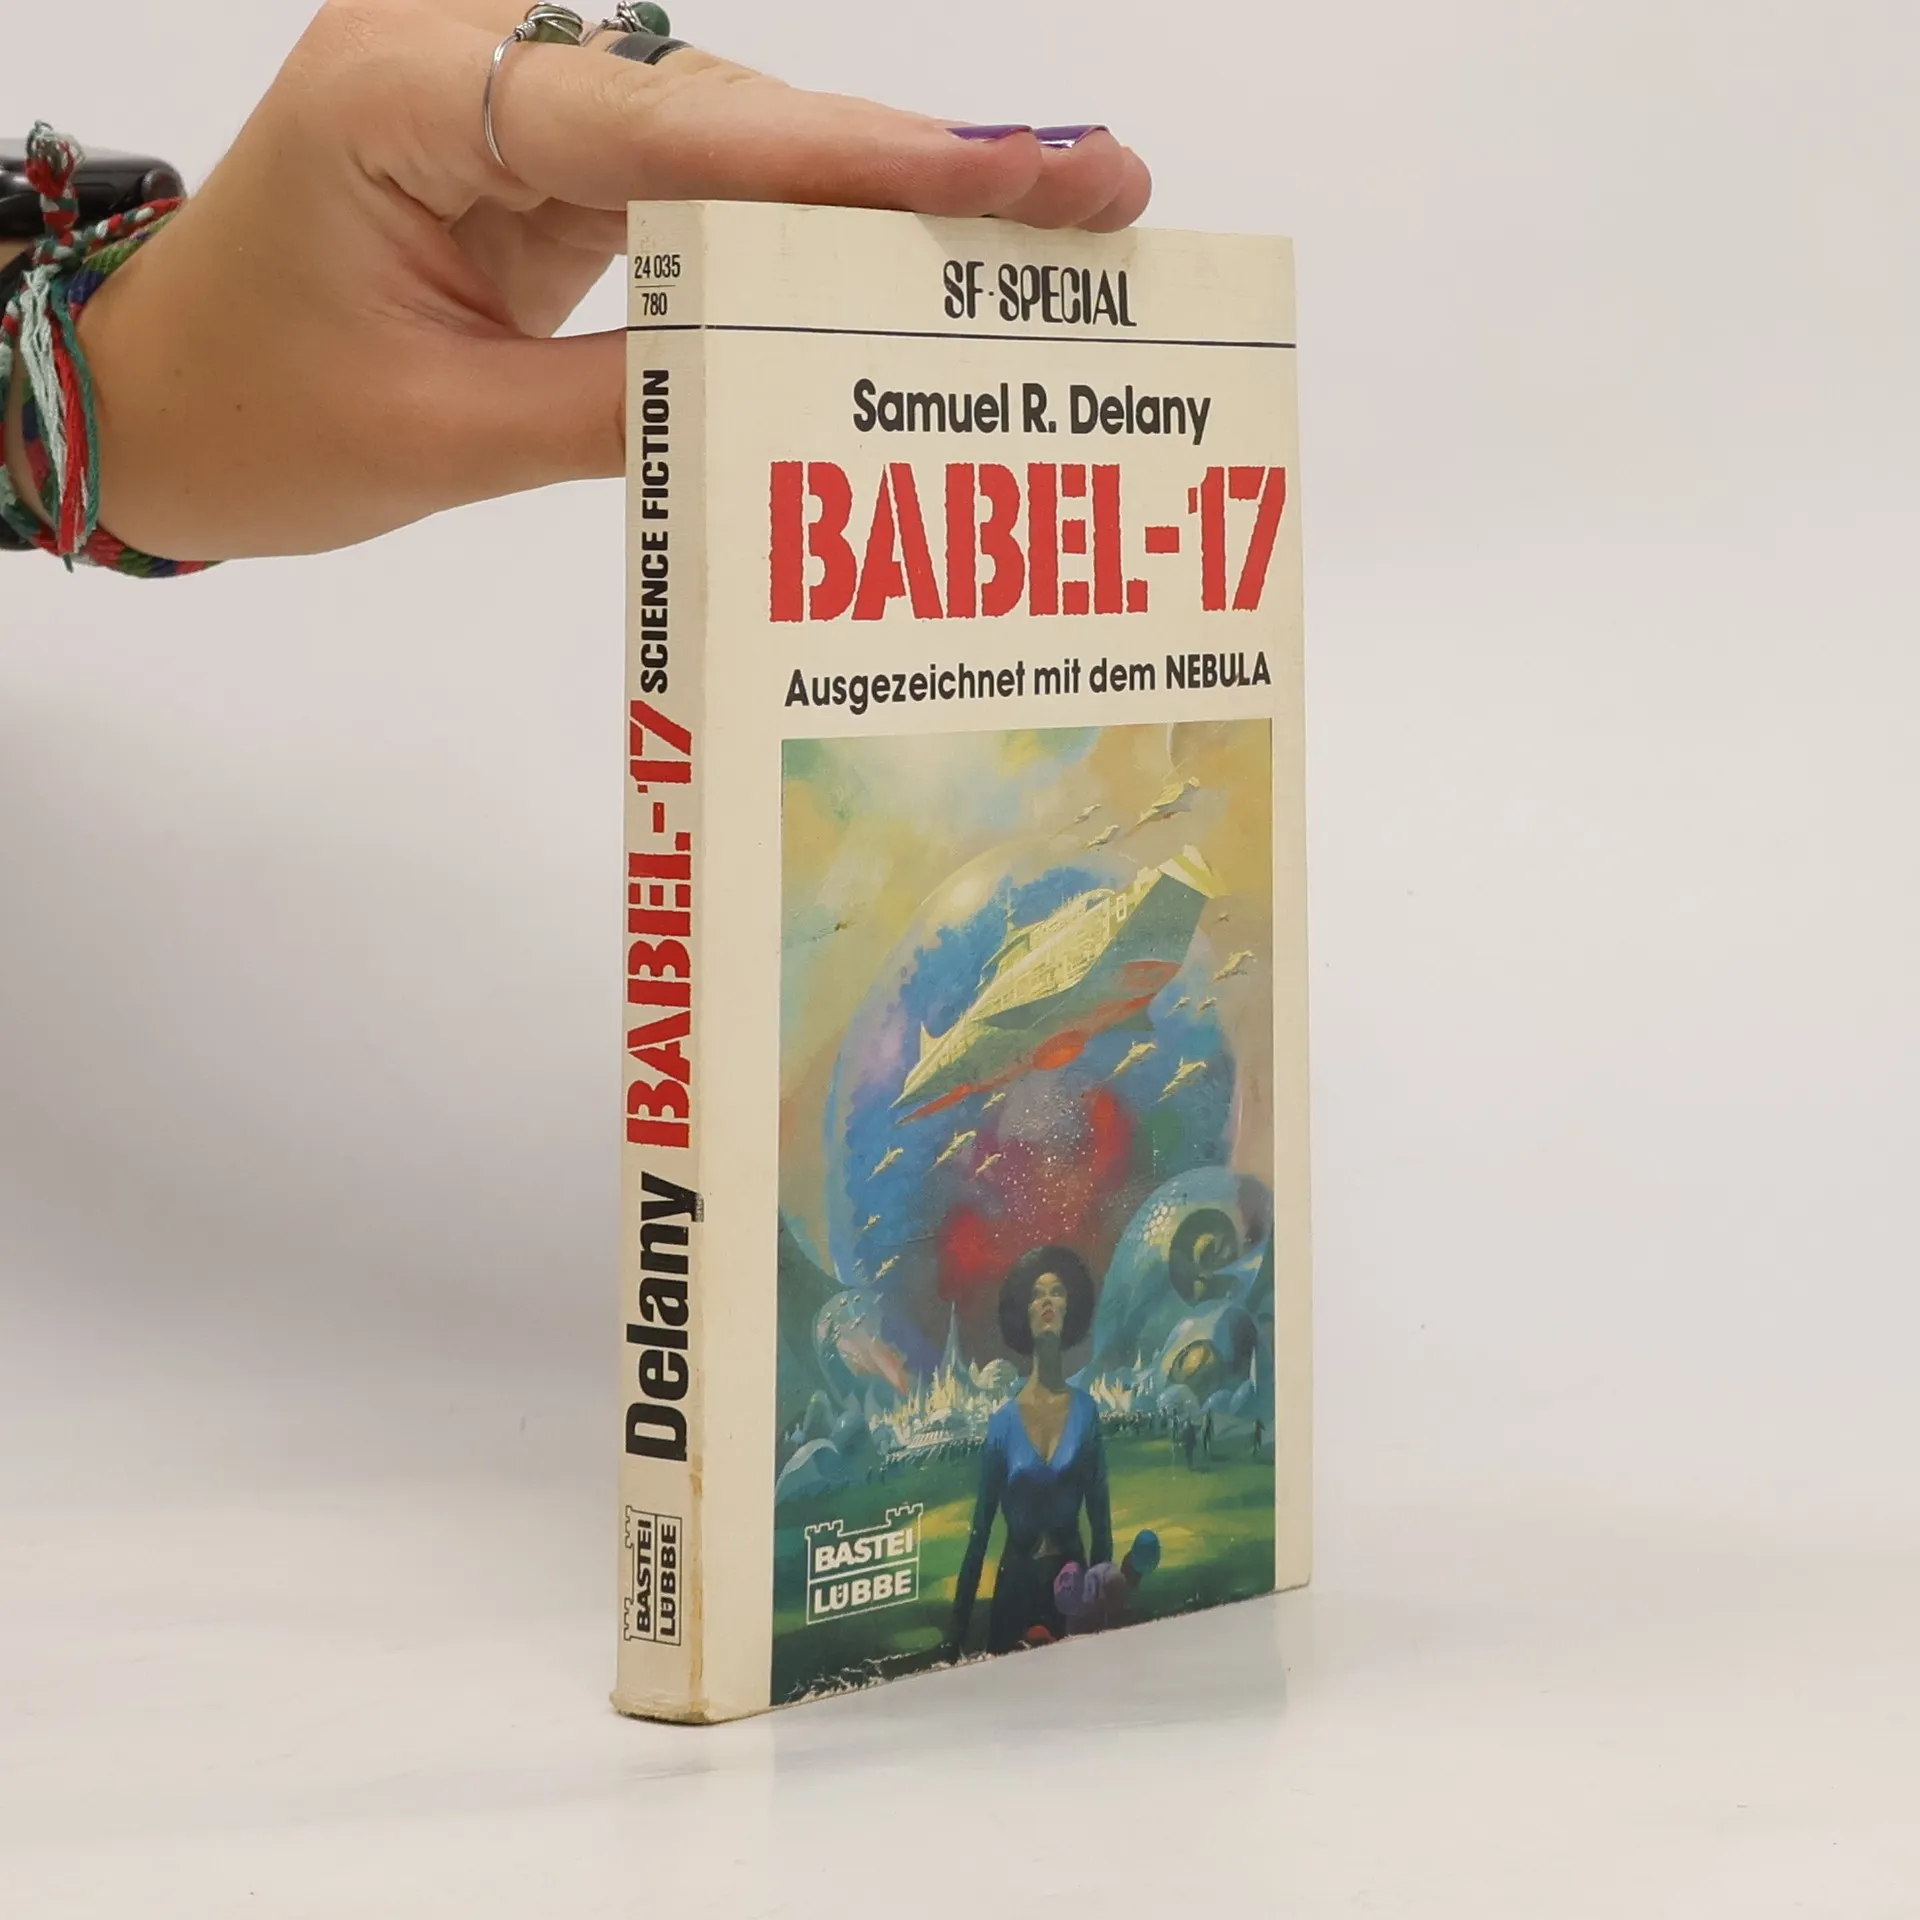 24 035
780
SF-SPECIAL
Samuel R. Delany
BABEL-17
Ausgezeichnet mit dem NEBULA
BASTEI
LÜBBE
Delany BABEL-17 SCIENCE FICTION
BASTEI
LÜBBE